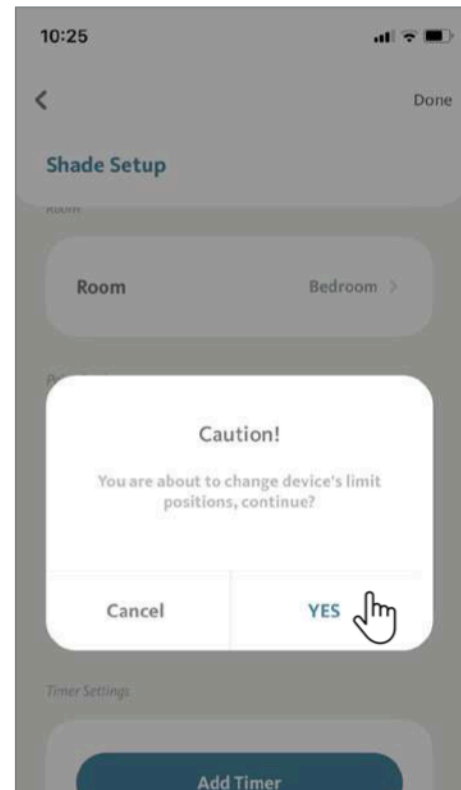 10:25
Done
Shade Setup
Room
Room Bedroom
Caution!
You are about to change device's limit
positions, continue?
Cancel YES
Timer Settings
Add Timer